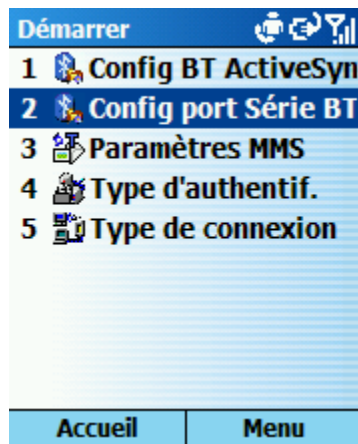 Démarrer
1 Config BT ActiveSyn
2 Config port Série BT
3 Paramètres MMS
4 Type d'authentif.
5 Type de connexion
Accueil Menu